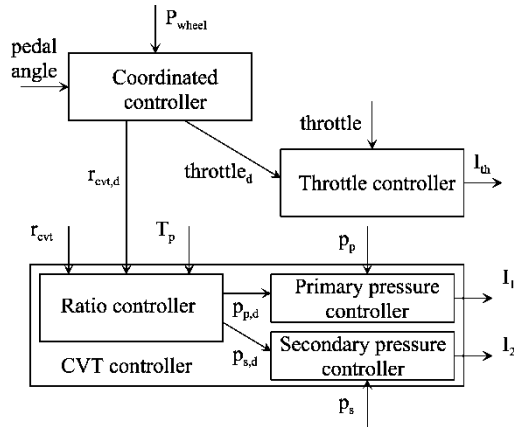 P_wheel
pedal
angle
Coordinated
controller
throttle
r_cvt,d
throttle_d
Throttle controller
I_th
r_cvt
T_p
p_p
Ratio controller
p_p,d
Primary pressure
controller
I_1
p_s,d
Secondary pressure
controller
I_2
CVT controller
p_s